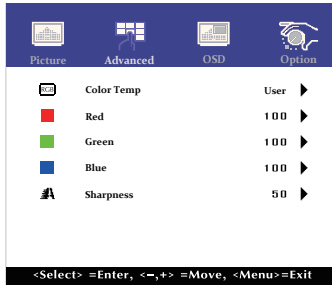 Picture Advanced OSD Option
RGB Color Temp User
Red 100
Green 100
Blue 100
Sharpness 50
<Select> =Enter, <−,+> =Move, <Menu>=Exit